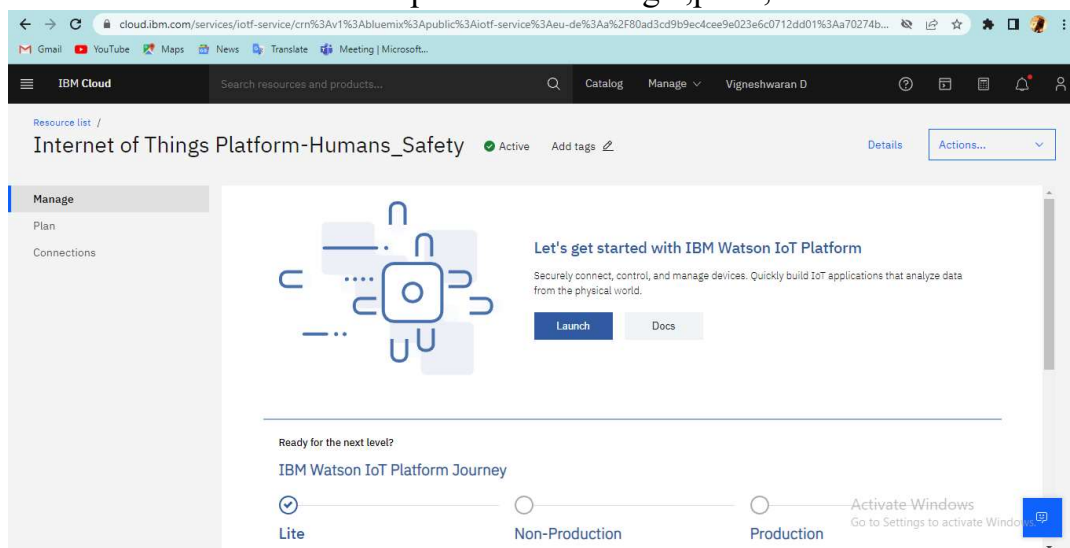 cloud.ibm.com/services/iotf-service/crn%3Av1%3Abluemix%3Apublic%3Aiotf-service%3Aeu-de%3Aa%2F80ad3cd9b9ec4cee9e023e6c0712dd01%3Aa70274b...
Gmail YouTube Maps News Translate Meeting | Microsoft...
IBM Cloud Search resources and products... Catalog Manage Vigneshwaran D
Resource list /
Internet of Things Platform-Humans_Safety Active Add tags Details Actions...
Manage
Plan
Connections
Let's get started with IBM Watson IoT Platform
Securely connect, control, and manage devices. Quickly build IoT applications that analyze data
from the physical world.
Launch Docs
Ready for the next level?
IBM Watson IoT Platform Journey
Lite Non-Production Production
Activate Windows
Go to Settings to activate Windows.